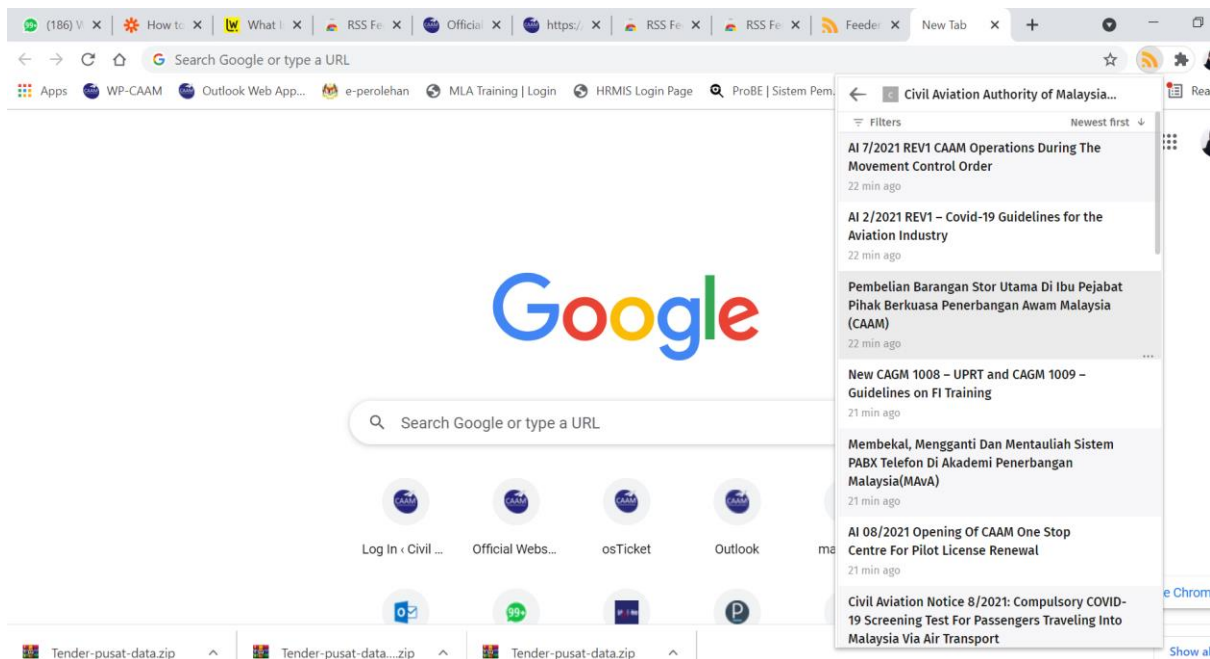 (186) W
How to
What I
RSS Fe
Official
https:/
RSS Fe
RSS Fe
Feeder
New Tab
Search Google or type a URL
Apps
WP-CAAM
Outlook Web App...
e-perolehan
MLA Training | Login
HRMIS Login Page
ProBE | Sistem Pem.
Rea
Civil Aviation Authority of Malaysia...
Filters
Newest first
AI 7/2021 REV1 CAAM Operations During The
Movement Control Order
22 min ago
AI 2/2021 REV1 – Covid-19 Guidelines for the
Aviation Industry
22 min ago
Pembelian Barangan Stor Utama Di Ibu Pejabat
Pihak Berkuasa Penerbangan Awam Malaysia
(CAAM)
22 min ago
New CAGM 1008 – UPRT and CAGM 1009 –
Guidelines on FI Training
21 min ago
Membekal, Mengganti Dan Mentauliah Sistem
PABX Telefon Di Akademi Penerbangan
Malaysia(MAvA)
21 min ago
AI 08/2021 Opening Of CAAM One Stop
Centre For Pilot License Renewal
21 min ago
Civil Aviation Notice 8/2021: Compulsory COVID-
19 Screening Test For Passengers Traveling Into
Malaysia Via Air Transport
Google
Search Google or type a URL
Log In ‹ Civil ...
Official Webs...
osTicket
Outlook
ma
99+
e Chrom
Tender-pusat-data.zip
Tender-pusat-data....zip
Tender-pusat-data.zip
Show al